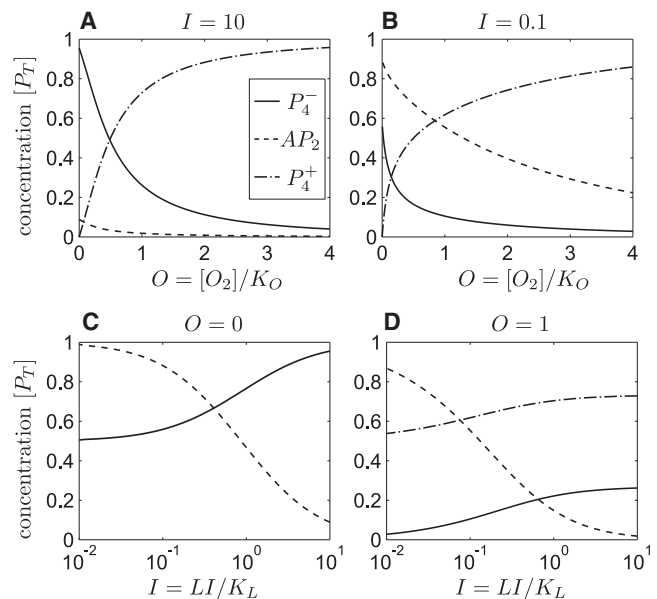 A I = 10
B I = 0.1
concentration [P_T]
1
0.8
0.6
0.4
0.2
0
P_4^-
AP_2
P_4^+
0 1 2 3 4
O = [O_2]/K_O
1
0.8
0.6
0.4
0.2
0
0 1 2 3 4
O = [O_2]/K_O
C O = 0
D O = 1
concentration [P_T]
1
0.8
0.6
0.4
0.2
0
10^-2 10^-1 10^0 10^1
I = LI/K_L
1
0.8
0.6
0.4
0.2
0
10^-2 10^-1 10^0 10^1
I = LI/K_L